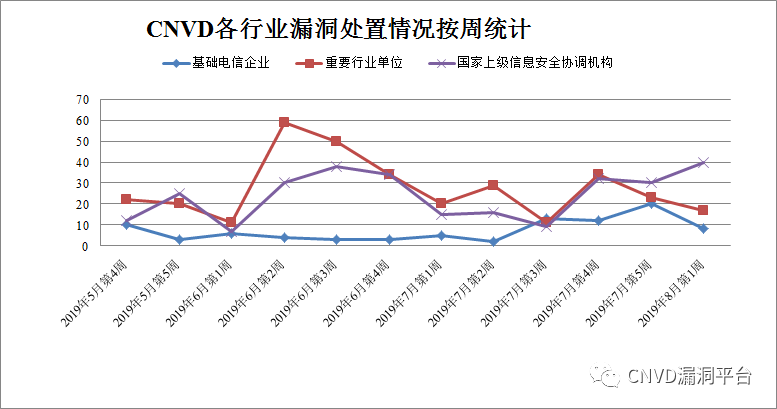 CNVD各行业漏洞处置情况按周统计
基础电信企业 重要行业单位 国家上级信息安全协调机构
70
60
50
40
30
20
10
0
2019年5月第4周
2019年5月第5周
2019年6月第1周
2019年6月第2周
2019年6月第3周
2019年6月第4周
2019年7月第1周
2019年7月第2周
2019年7月第3周
2019年7月第4周
2019年7月第5周
2019年8月第1周
CNVD漏洞平台